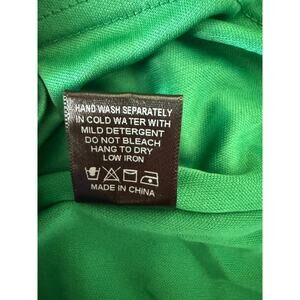 HAND WASH SEPARATELY
IN COLD WATER WITH
MILD DETERGENT
DO NOT BLEACH
HANG TO DRY
LOW IRON
MADE IN CHINA